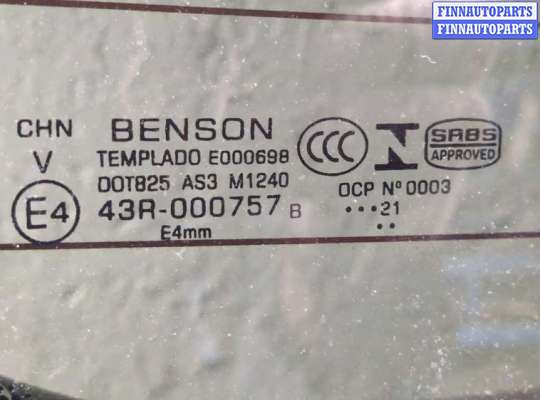 FINNAUTOPARTS
FINNAUTOPARTS
CHN
V
E4
BENSON
TEMPLADO E000698
DOT825 AS3 M1240
43R-000757 B
E4mm
CCC
SABS
APPROVED
OCP Nº 0003
•••21
••